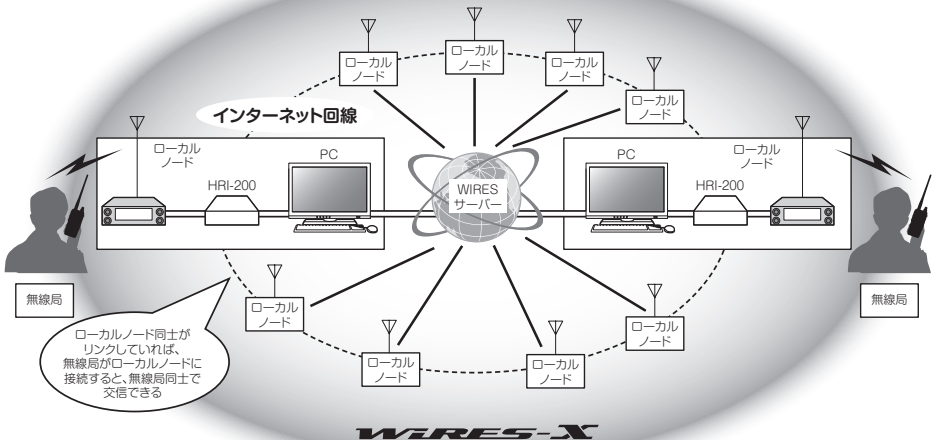 ローカル
ノード
ローカル
ノード
ローカル
ノード
ローカル
ノード
インターネット回線
ローカル
ノード
HRI-200
PC
WIRES
サーバー
PC
HRI-200
ローカル
ノード
無線局
無線局
ローカル
ノード
ローカル
ノード
ローカル
ノード
ローカル
ノード
ローカルノード同士が
リンクしていれば、
無線局がローカルノードに
接続すると、無線局同士で
交信できる
WIRES-X